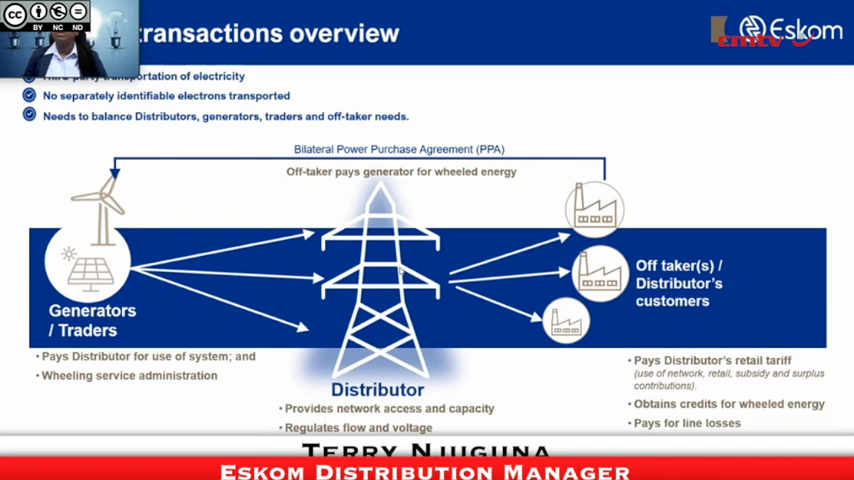 cc
BY NC ND
transactions overview
Eskom
emtv
Third-party transportation of electricity
No separately identifiable electrons transported
Needs to balance Distributors, generators, traders and off-taker needs.
Bilateral Power Purchase Agreement (PPA)
Off-taker pays generator for wheeled energy
Generators
/ Traders
Off taker(s) /
Distributor's
customers
• Pays Distributor for use of system; and
• Wheeling service administration
Distributor
• Provides network access and capacity
• Regulates flow and voltage
• Pays Distributor's retail tariff
(use of network, retail, subsidy and surplus
contributions).
• Obtains credits for wheeled energy
• Pays for line losses
Terry Njuguna
Eskom Distribution Manager